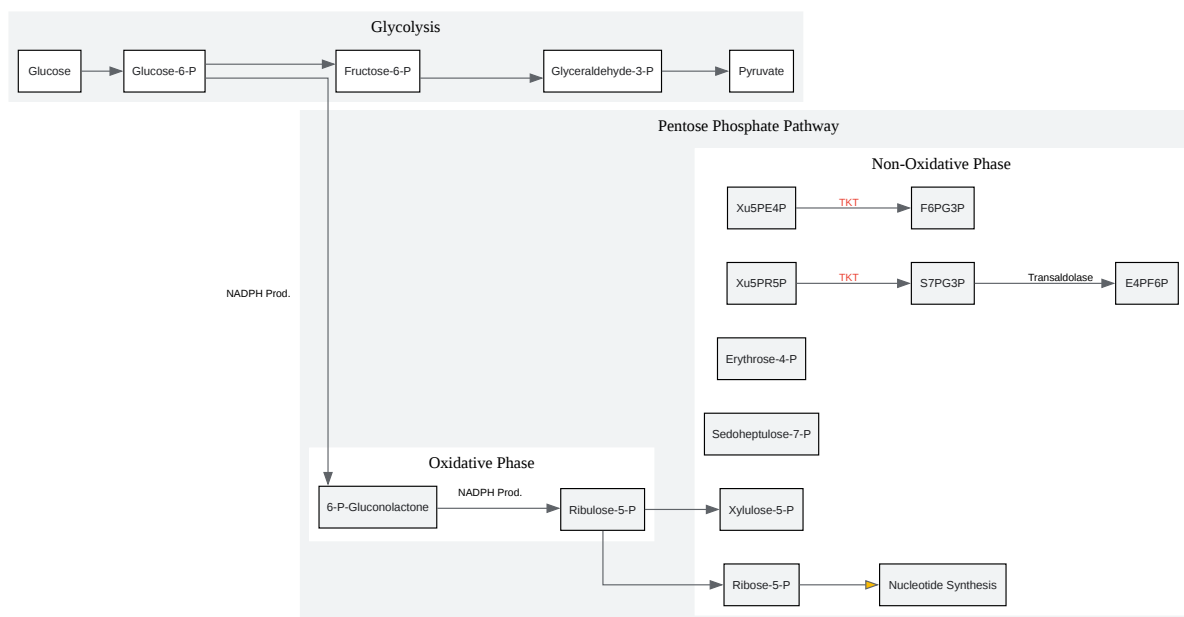 Glycolysis
Glucose
Glucose-6-P
Fructose-6-P
Glyceraldehyde-3-P
Pyruvate
Pentose Phosphate Pathway
Non-Oxidative Phase
Xu5PE4P
TKT
F6PG3P
Xu5PR5P
TKT
S7PG3P
Transaldolase
E4PF6P
NADPH Prod.
Erythrose-4-P
Sedoheptulose-7-P
Oxidative Phase
6-P-Gluconolactone
NADPH Prod.
Ribulose-5-P
Xylulose-5-P
Ribose-5-P
Nucleotide Synthesis